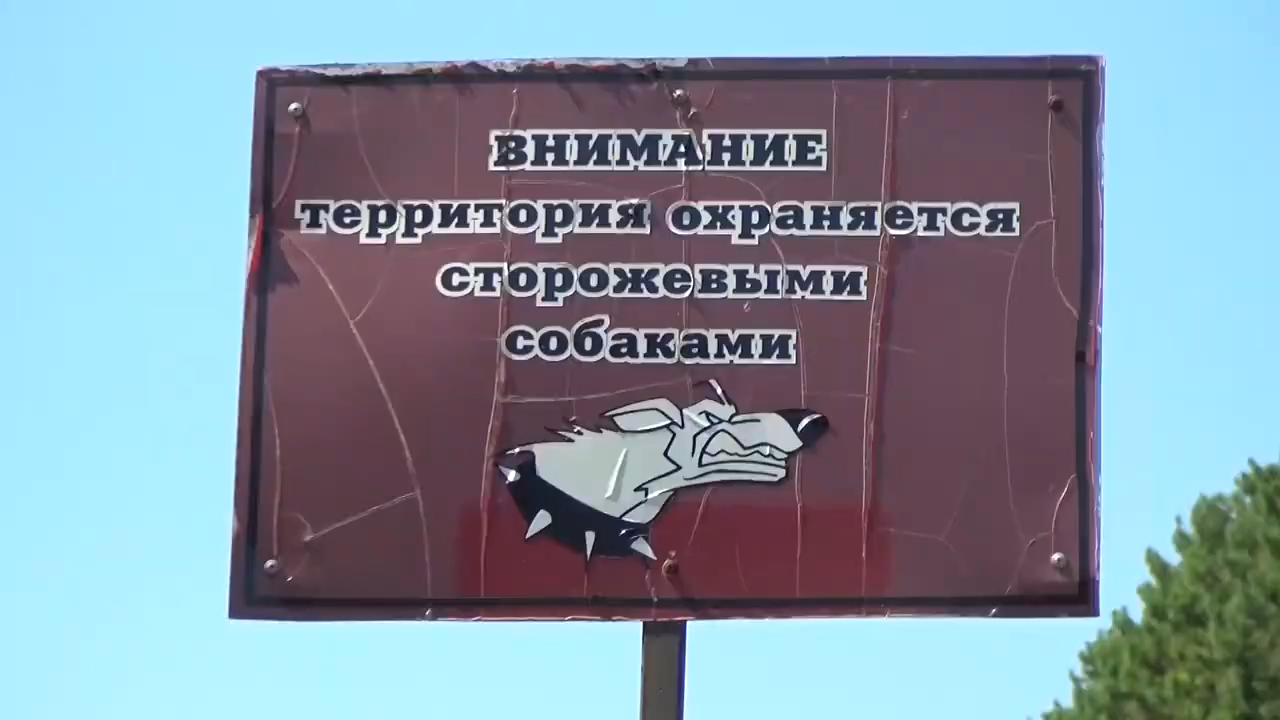 ВНИМАНИЕ
территория охраняется
сторожевыми
собаками